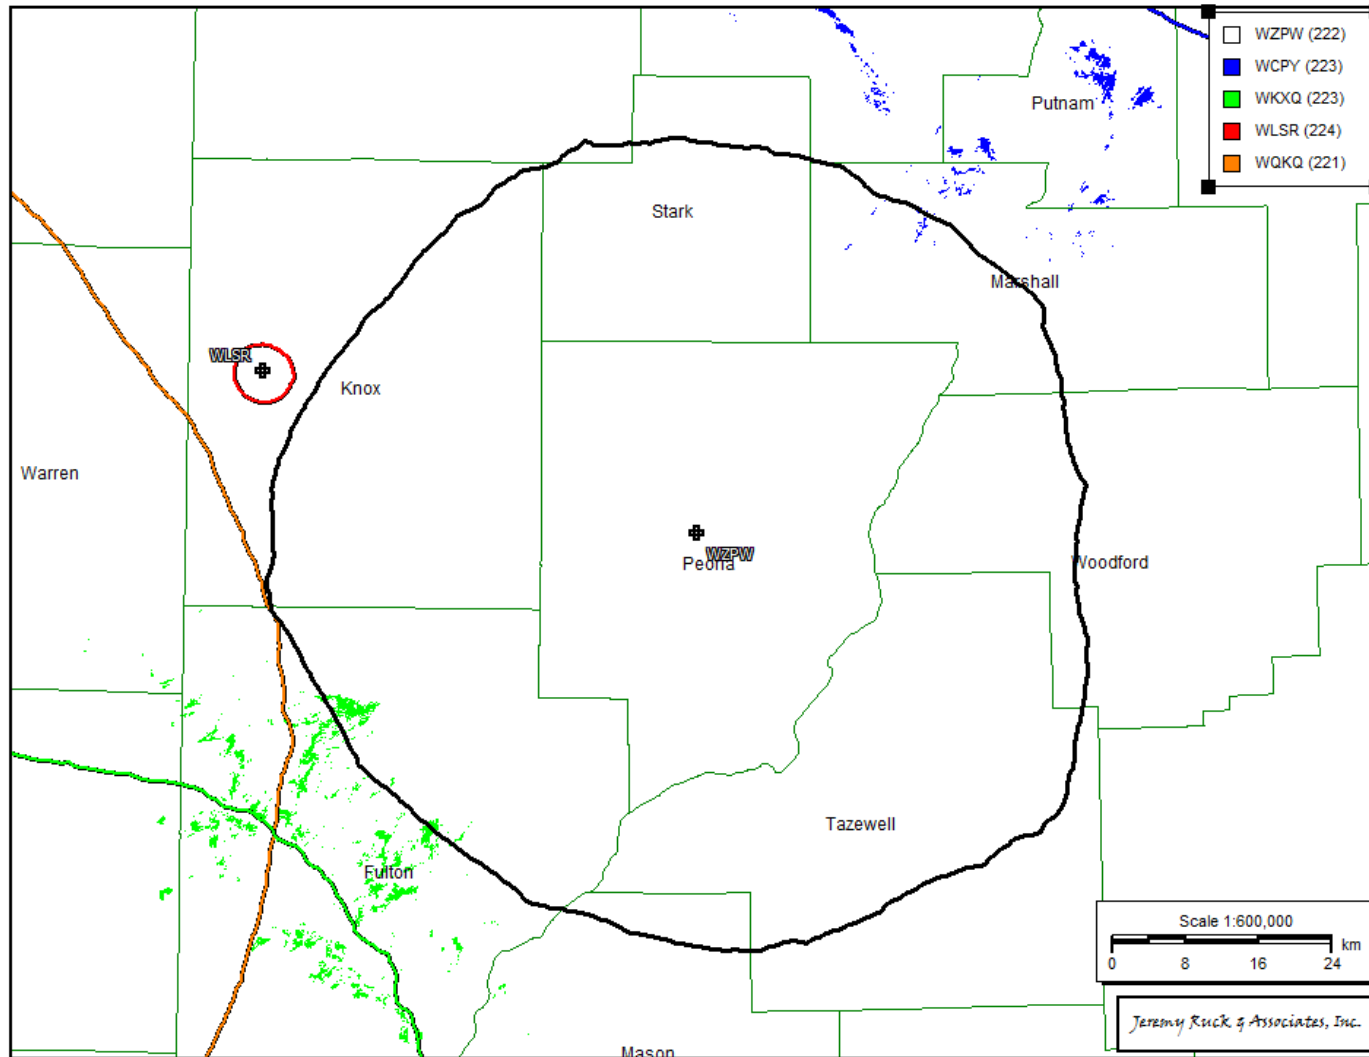 WZPW (222)
WCPY (223)
WKXQ (223)
WLSR (224)
WQKQ (221)
Putnam
Stark
Marshall
WLSR
Knox
Warren
WZPW
Peoria
Woodford
Tazewell
Fulton
Scale 1:600,000
km
0 8 16 24
Jeremy Ruck & Associates, Inc.
Mason